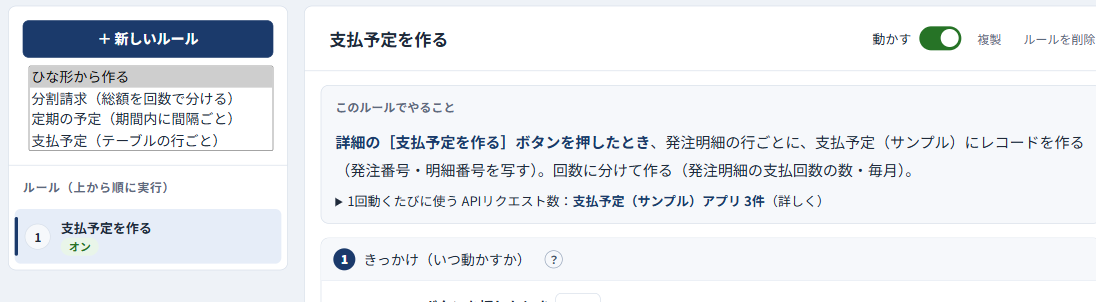 ＋ 新しいルール
ひな形から作る
分割請求（総額を回数で分ける）
定期の予定（期間内に間隔ごと）
支払予定（テーブルの行ごと）
ルール（上から順に実行）
1
支払予定を作る
オン
支払予定を作る
動かす
複製
ルールを削除
このルールでやること
詳細の［支払予定を作る］ボタンを押したとき、発注明細の行ごとに、支払予定（サンプル）にレコードを作る
（発注番号・明細番号を写す）。回数に分けて作る（発注明細の支払回数の数・毎月）。
▶ 1回動くたびに使う APIリクエスト数：支払予定（サンプル）アプリ 3件（詳しく）
1 きっかけ（いつ動かすか） ?